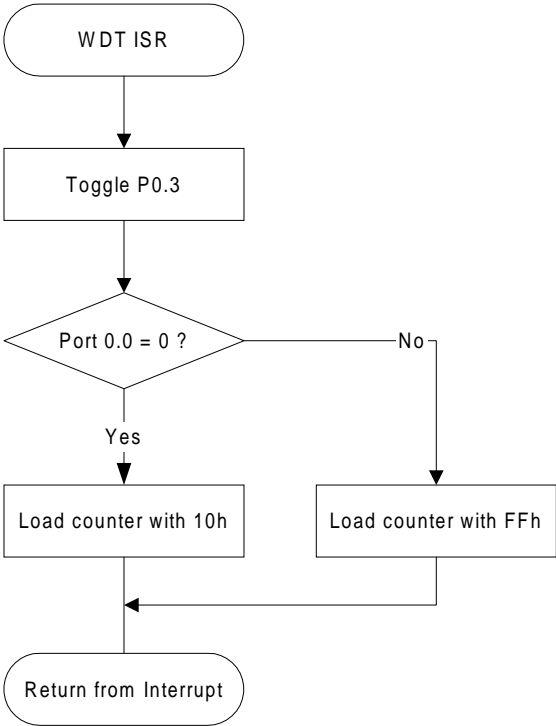 WDT ISR
Toggle P0.3
Port 0.0 = 0 ?
No
Yes
Load counter with 10h
Load counter with FFh
Return from Interrupt